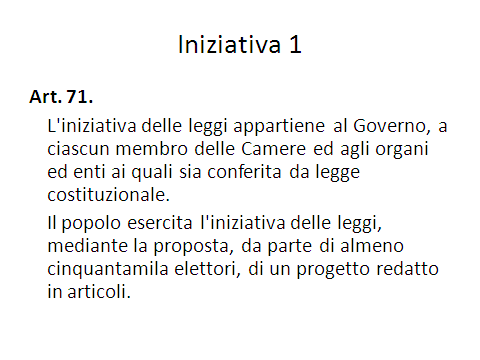 Iniziativa 1
Art. 71.
L'iniziativa delle leggi appartiene al Governo, a
ciascun membro delle Camere ed agli organi
ed enti ai quali sia conferita da legge
costituzionale.
Il popolo esercita l'iniziativa delle leggi,
mediante la proposta, da parte di almeno
cinquantamila elettori, di un progetto redatto
in articoli.